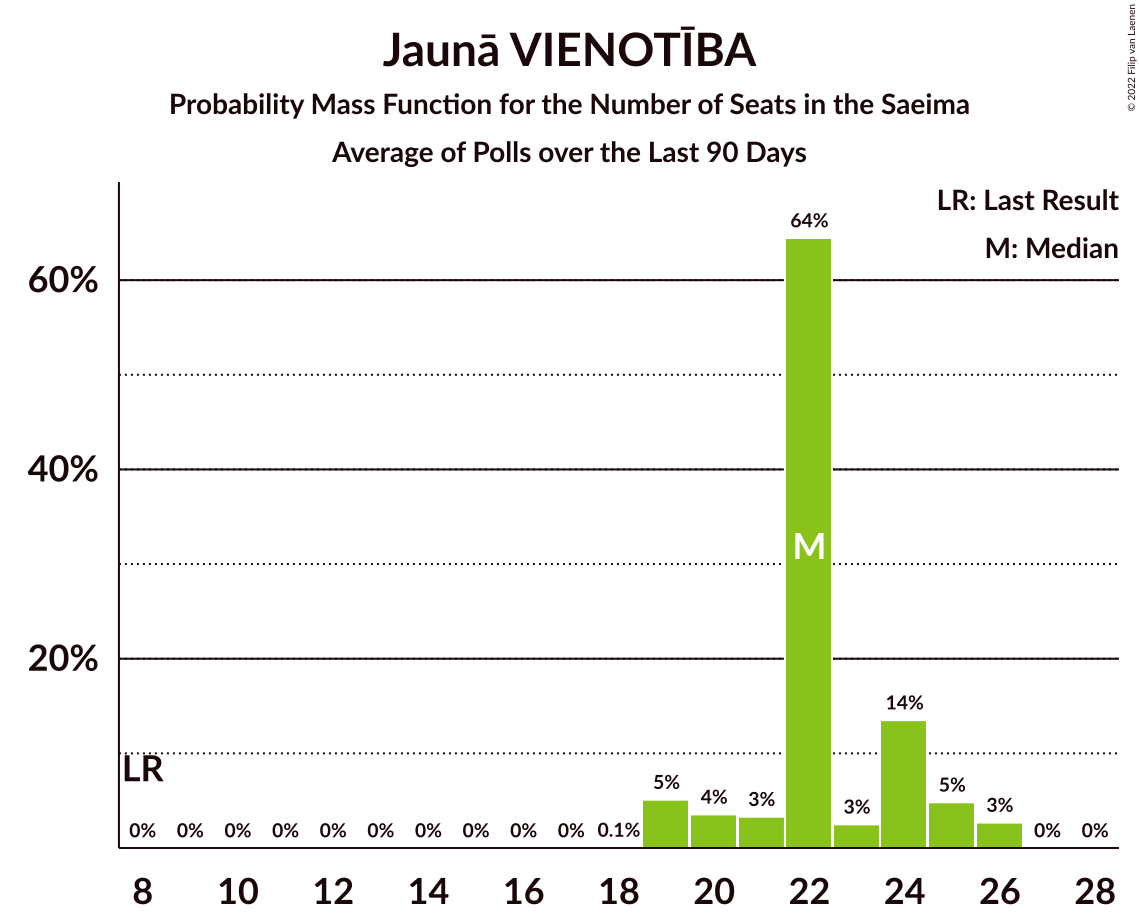 Jaunā VIENOTĪBA
Probability Mass Function for the Number of Seats in the Saeima
Average of Polls over the Last 90 Days
© 2022 Filip van Laenen
LR: Last Result
M: Median
60%
40%
20%
64%
M
14%
LR
5%
4%
3%
3%
5%
3%
0% 0% 0% 0% 0% 0% 0% 0% 0% 0% 0.1% 0% 0%
8 10 12 14 16 18 20 22 24 26 28